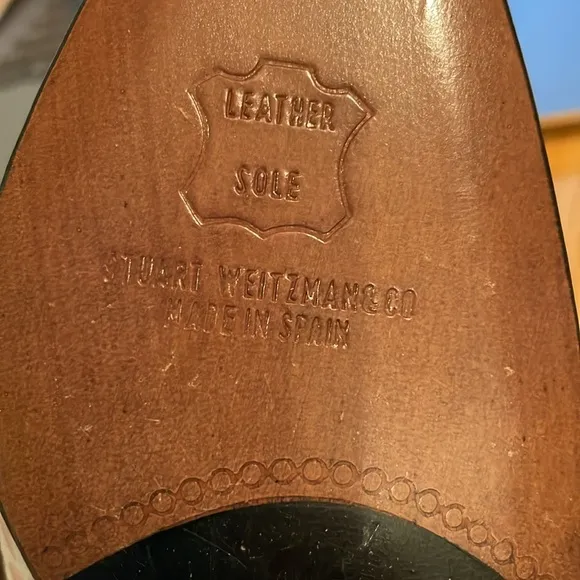 LEATHER
SOLE
STUART WEITZMAN&CO
MADE IN SPAIN